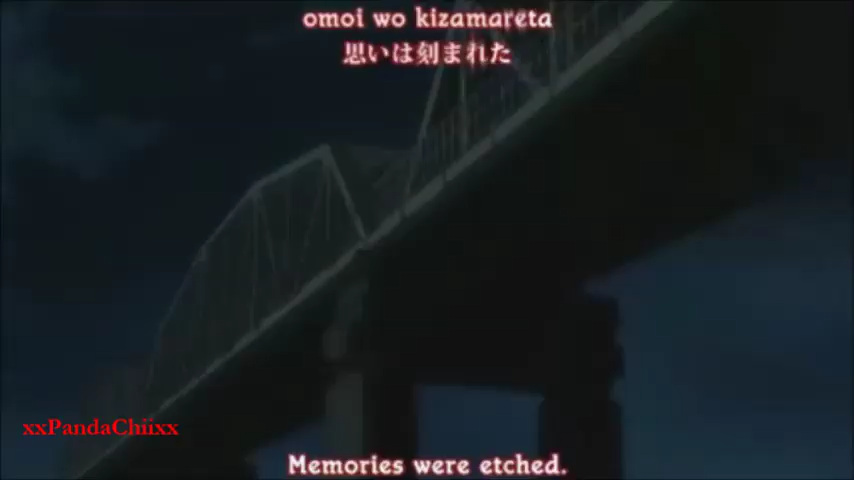 omoi wo kizamareta
思いは刻まれた
xxPandaChiixx
Memories were etched.